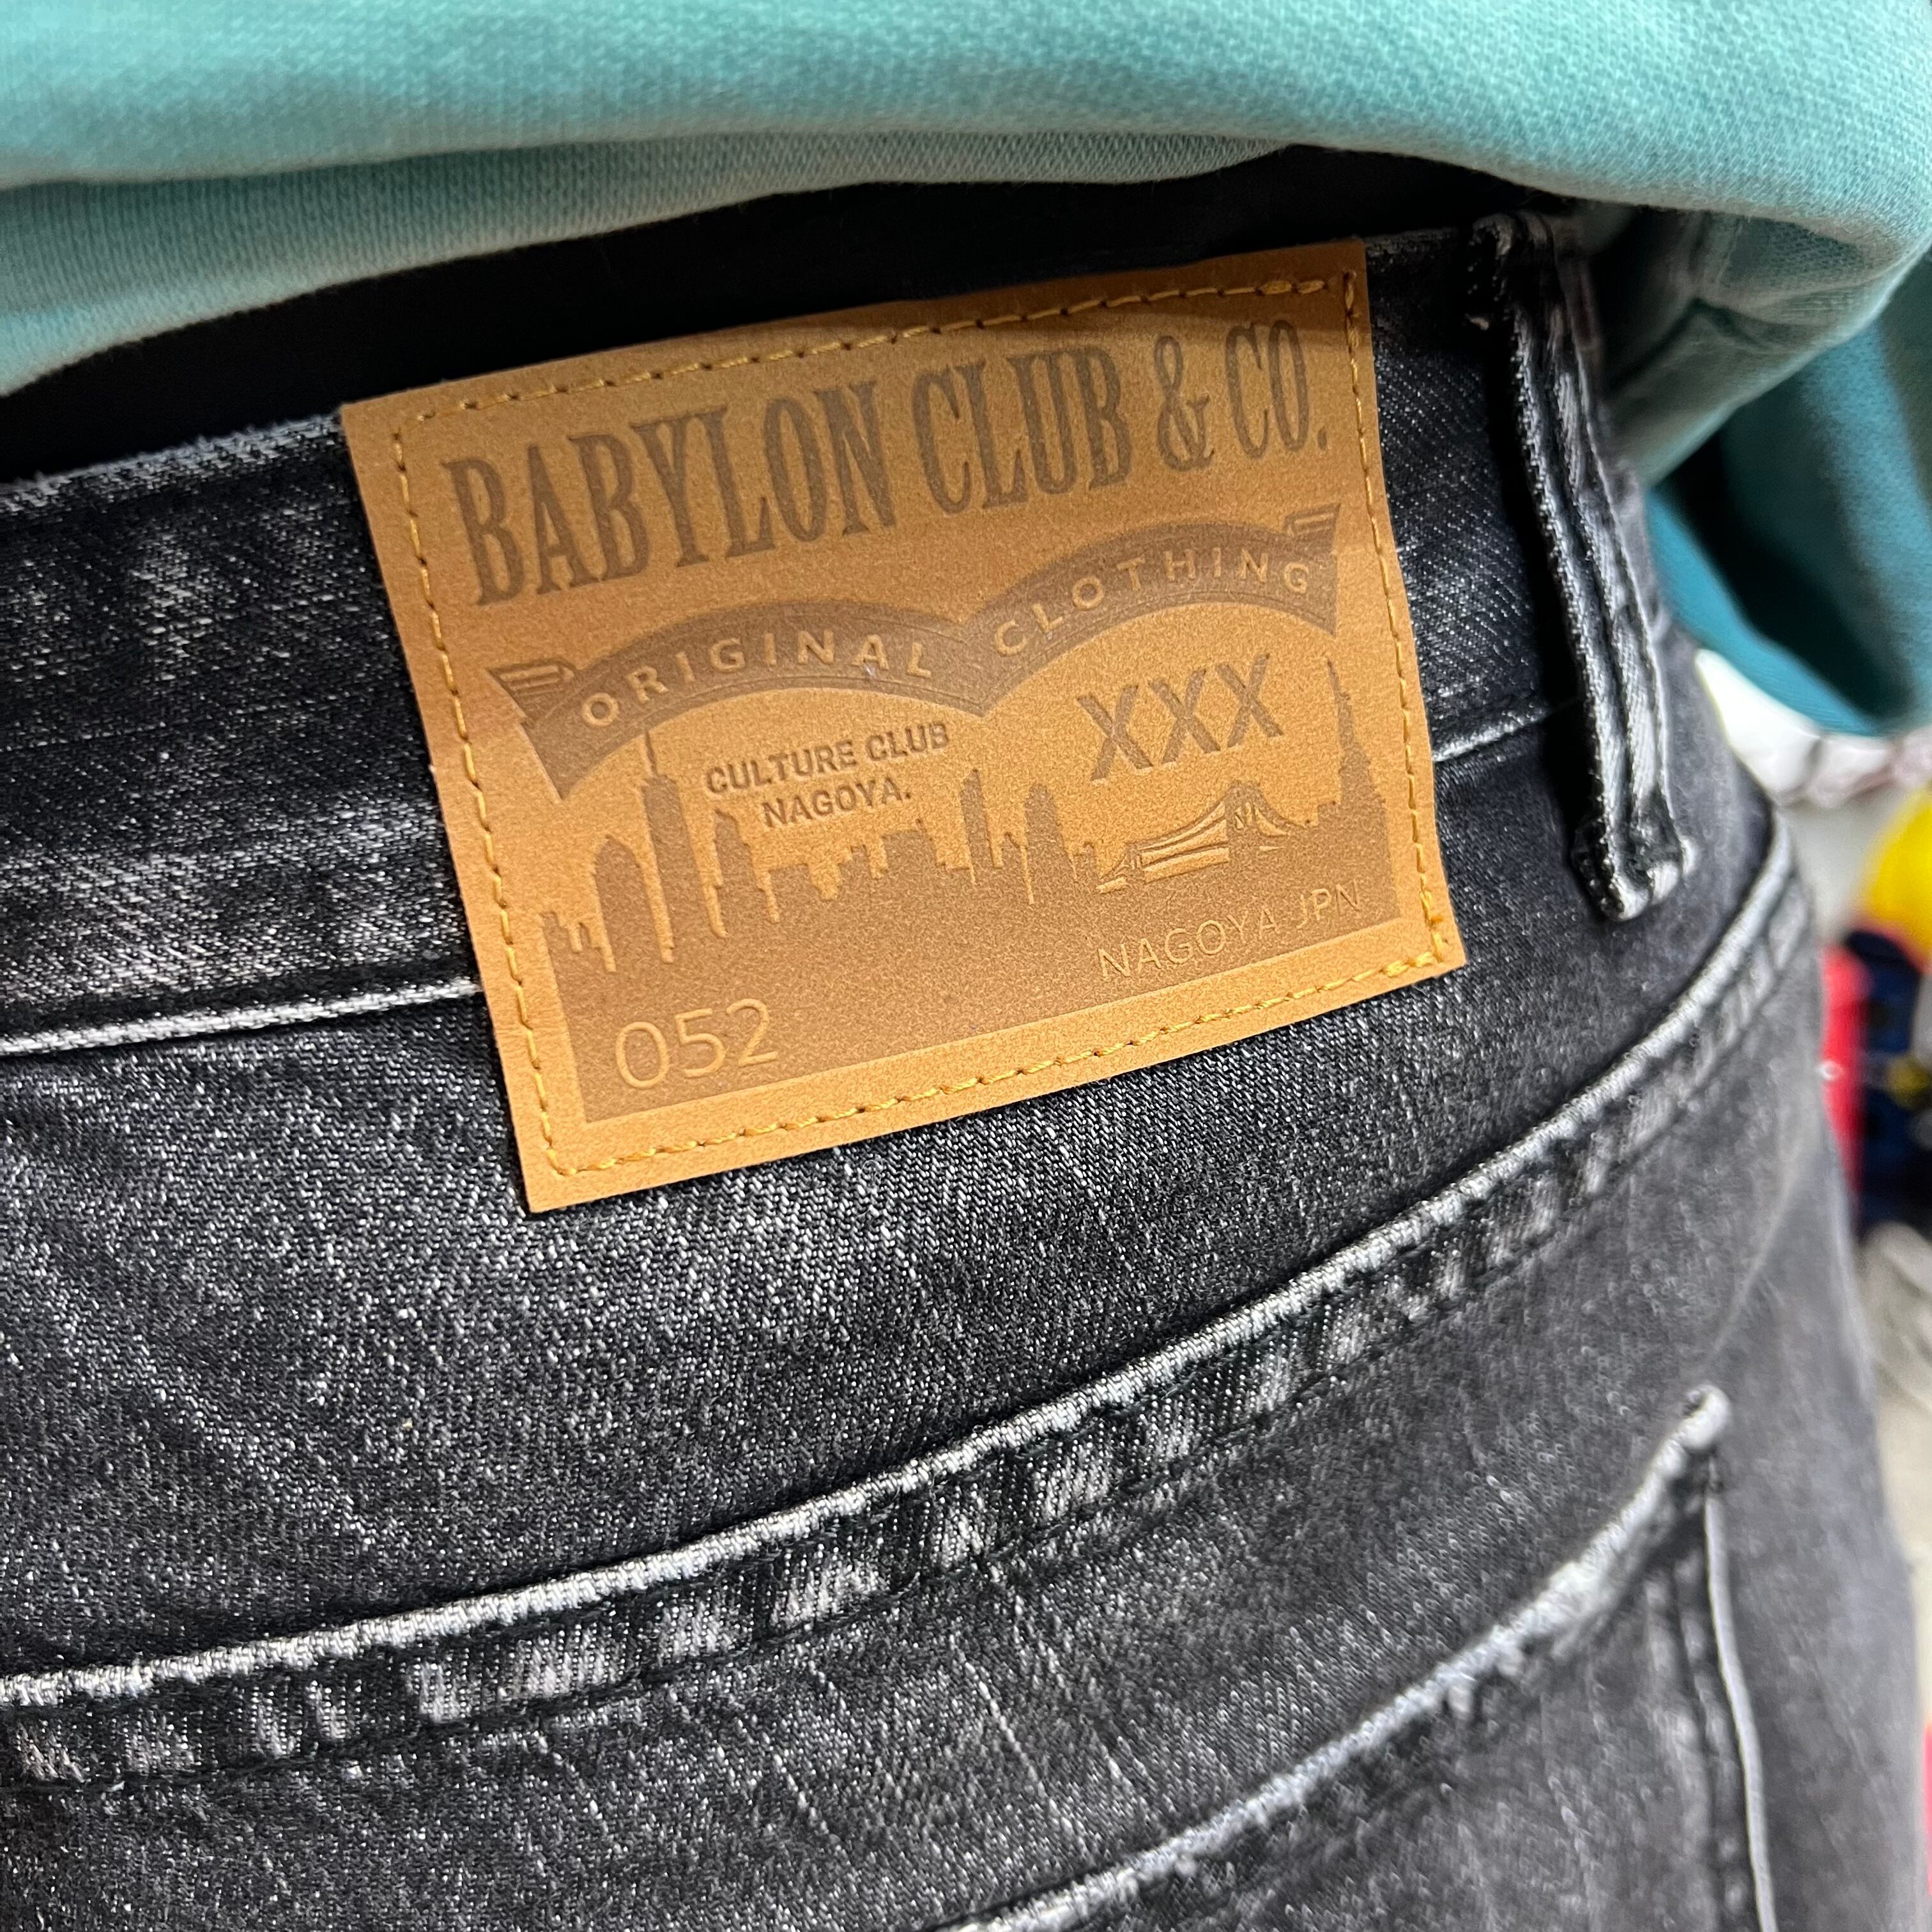 BABYLON CLUB & CO.
ORIGINAL CLOTHING
CULTURE CLUB
NAGOYA.
XXX
NAGOYA JPN
052